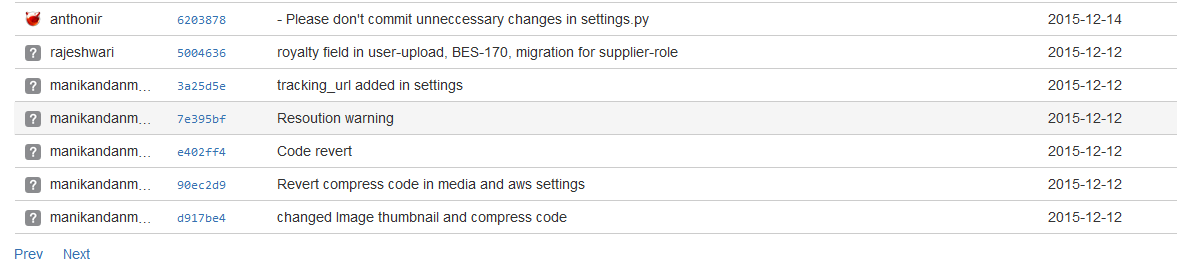 anthonir 6203878 - Please don't commit unneccessary changes in settings.py 2015-12-14
rajeshwari 5004636 royalty field in user-upload, BES-170, migration for supplier-role 2015-12-12
manikandanm... 3a25d5e tracking_url added in settings 2015-12-12
manikandanm... 7e395bf Resoution warning 2015-12-12
manikandanm... e402ff4 Code revert 2015-12-12
manikandanm... 90ec2d9 Revert compress code in media and aws settings 2015-12-12
manikandanm... d917be4 changed Image thumbnail and compress code 2015-12-12
Prev Next